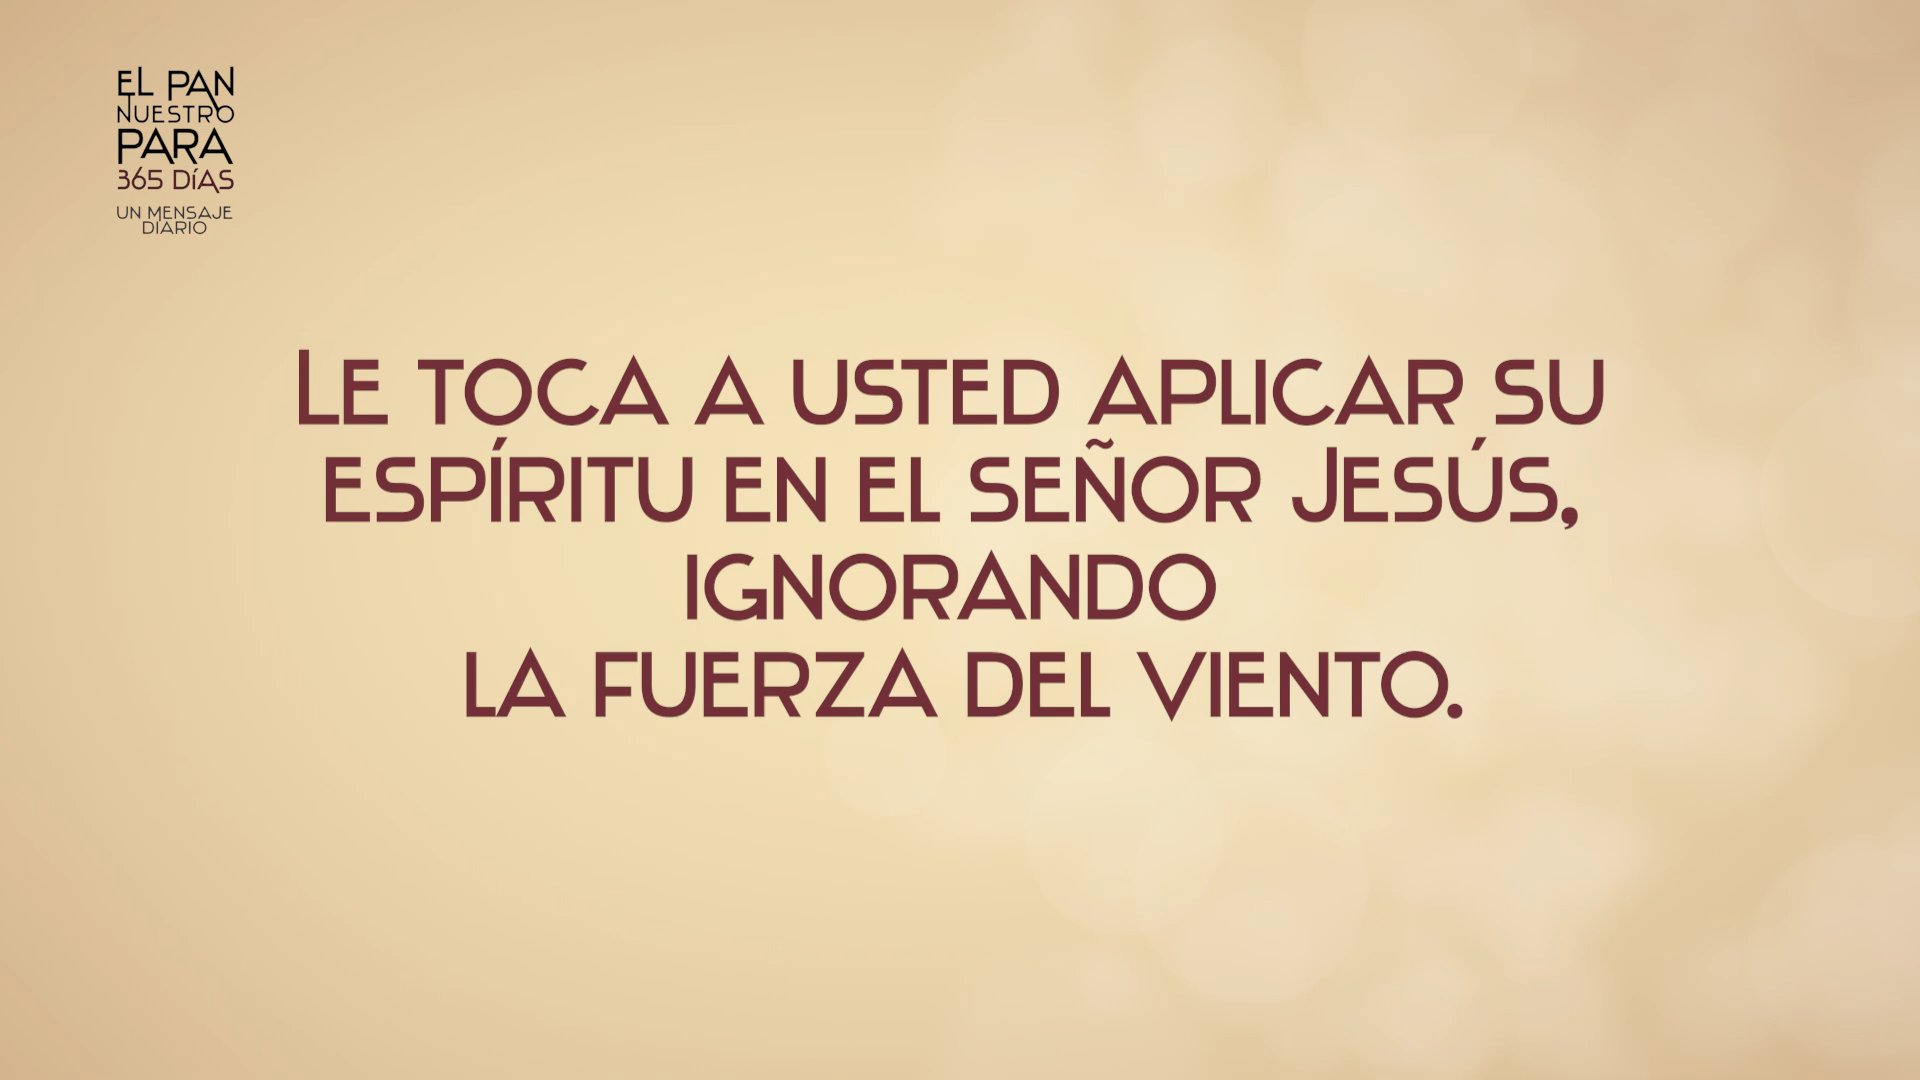 EL PAN
NUESTRO
PARA
365 DÍAS
UN MENSAJE
DIARIO
LE TOCA A USTED APLICAR SU
ESPÍRITU EN EL SEÑOR JESÚS,
IGNORANDO
LA FUERZA DEL VIENTO.